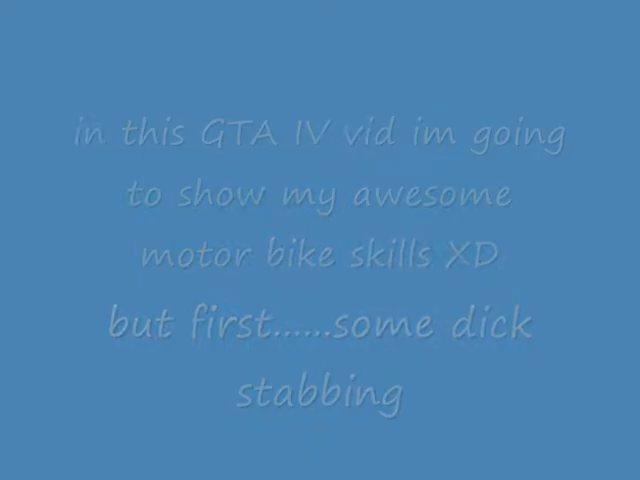 in this GTA IV vid im going
to show my awesome
motor bike skills XD
but first......some dick
stabbing